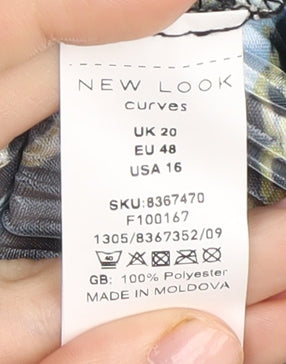 NEW LOOK
curves
UK 20
EU 48
USA 16
SKU:8367470
F100167
1305/8367352/09
40
GB: 100% Polyester
MADE IN MOLDOVA